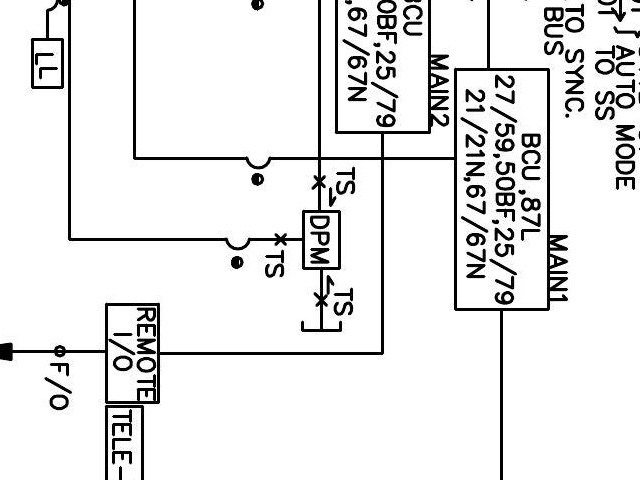 AUTO MODE
TO SS
TO SYNC.
BUS
MAIN1
BCU ,87L
27/59,50BF,25/79
21/21N,67/67N
MAIN2
BCU
50BF,25/79
,67/67N
LL
TS
DPM
TS
TS
REMOTE
I/O
F/O
TELE-